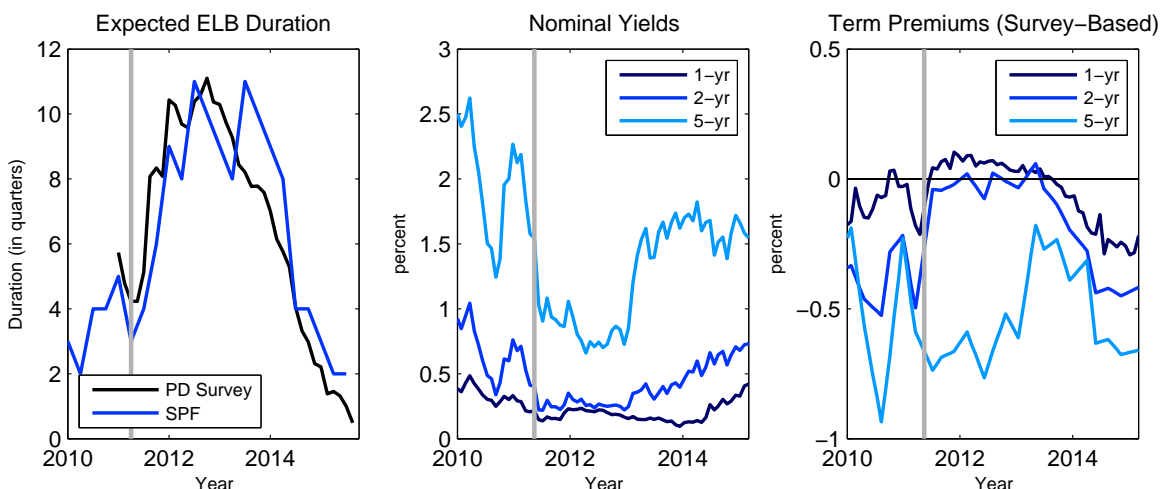 Expected ELB Duration
Duration (in quarters)
12
10
8
6
4
2
0
PD Survey
SPF
2010
2012
2014
Year
Nominal Yields
percent
3
2.5
2
1.5
1
0.5
0
1−yr
2−yr
5−yr
2010
2012
2014
Year
Term Premiums (Survey−Based)
percent
0.5
0
−0.5
−1
1−yr
2−yr
5−yr
2010
2012
2014
Year